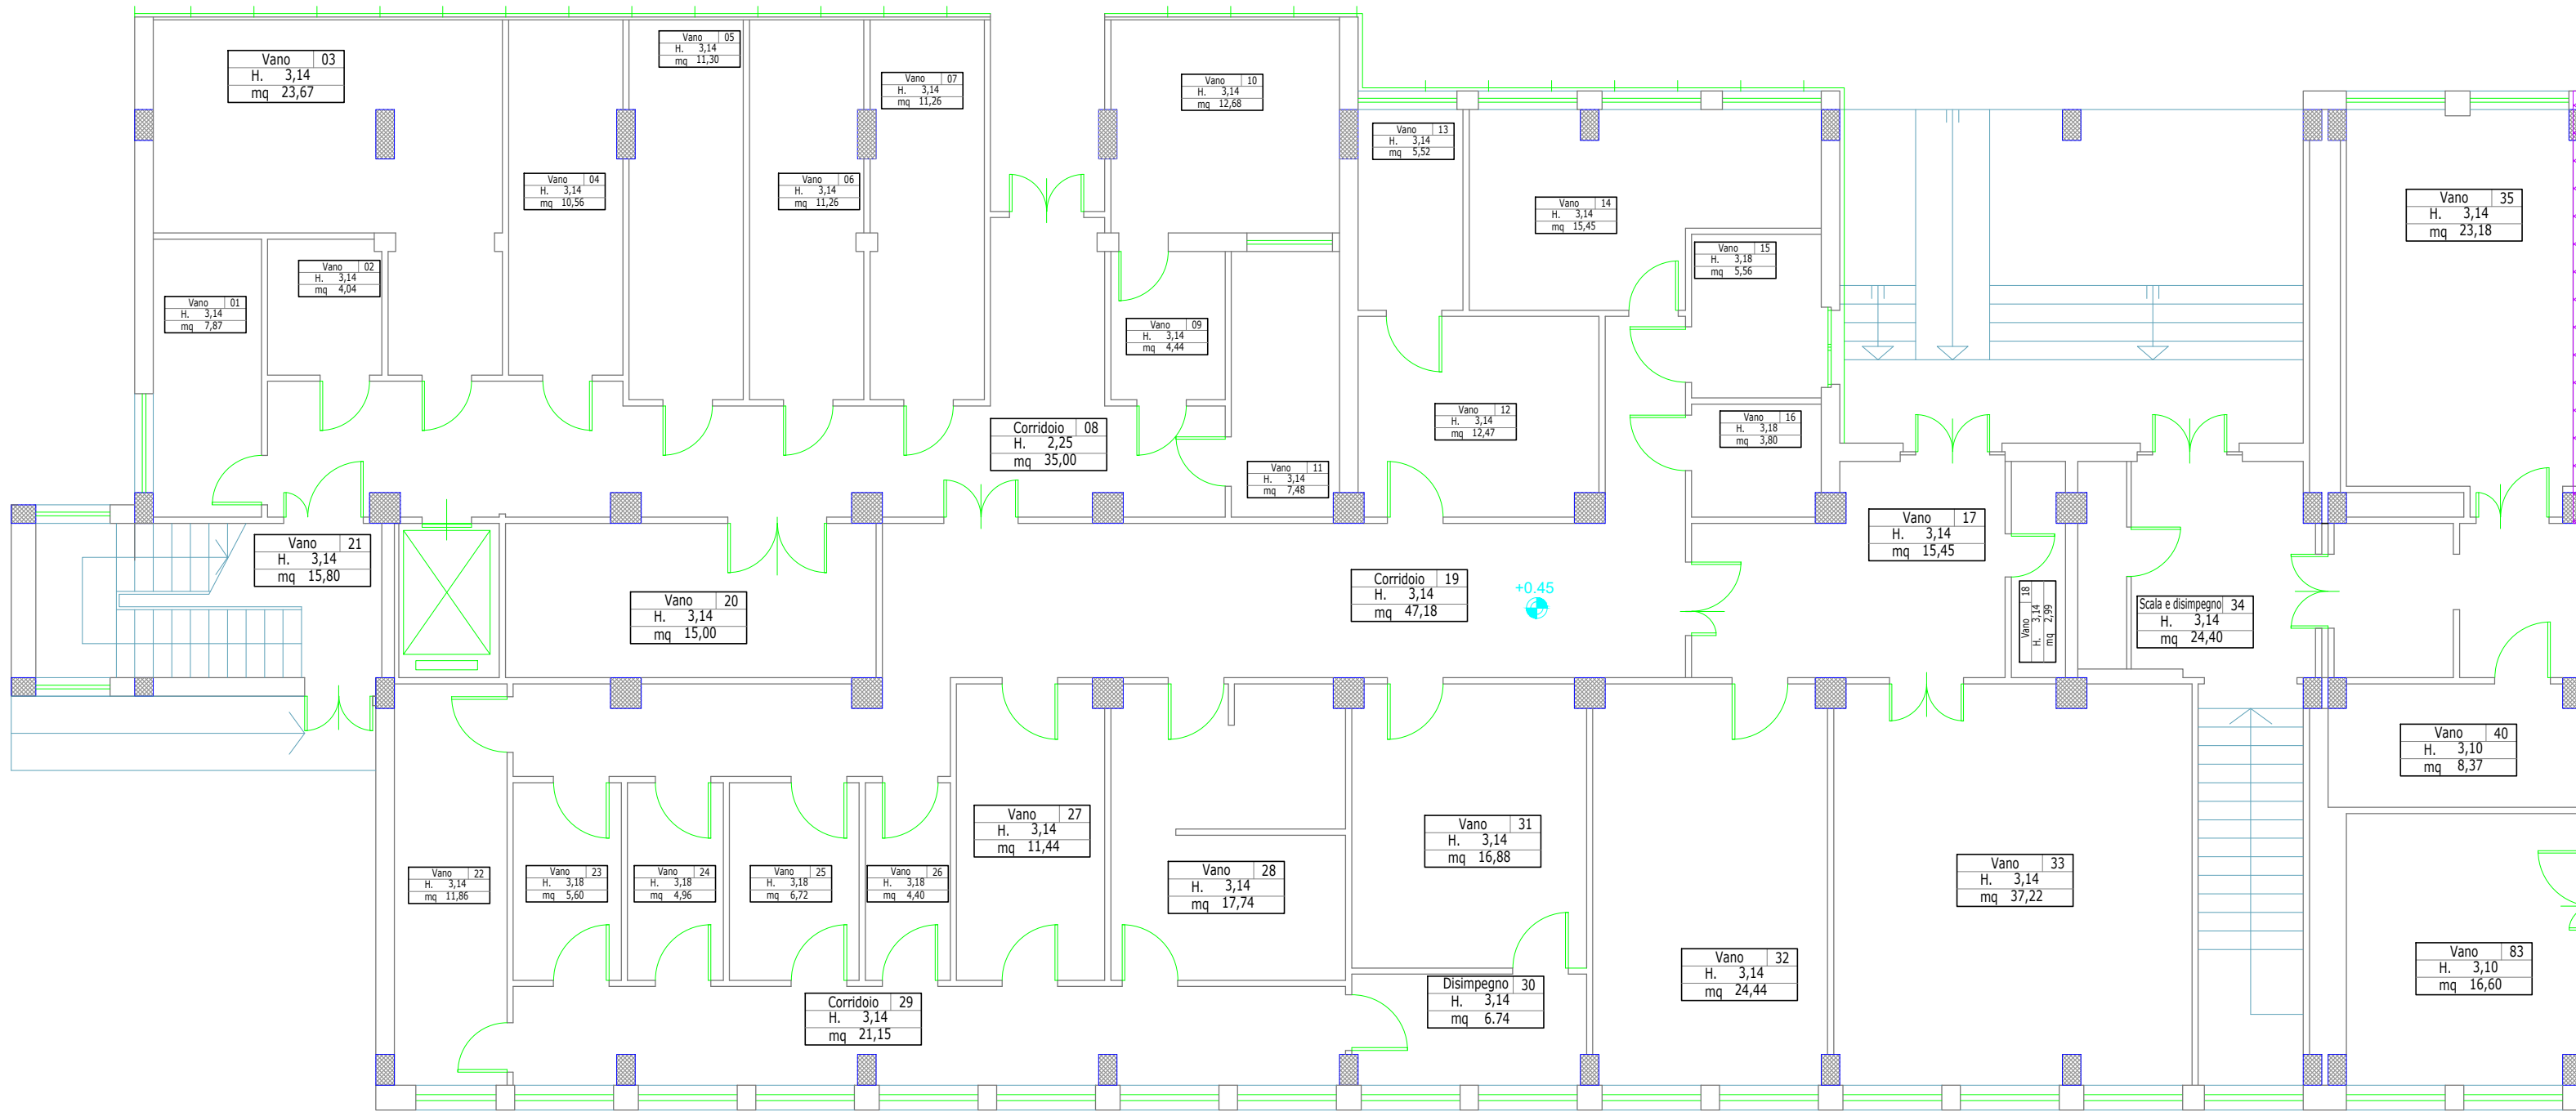 Vano 03
H. 3,14
mq 23,67
Vano 05
H. 3,14
mq 11,30
Vano 07
H. 3,14
mq 11,26
Vano 10
H. 3,14
mq 12,68
Vano 13
H. 3,14
mq 5,52
Vano 04
H. 3,14
mq 10,56
Vano 06
H. 3,14
mq 11,26
Vano 14
H. 3,14
mq 15,45
Vano 35
H. 3,14
mq 23,18
Vano 02
H. 3,14
mq 4,04
Vano 15
H. 3,18
mq 5,56
Vano 01
H. 3,14
mq 7,87
Vano 09
H. 3,14
mq 4,44
Corridoio 08
H. 2,25
mq 35,00
Vano 12
H. 3,14
mq 12,47
Vano 16
H. 3,18
mq 3,80
Vano 11
H. 3,14
mq 7,48
Vano 17
H. 3,14
mq 15,45
Vano 21
H. 3,14
mq 15,80
Vano 20
H. 3,14
mq 15,00
Corridoio 19
H. 3,14
mq 47,18
+0.45
Vano 18
H. 3,14
mq 2,99
Scala e disimpegno 34
H. 3,14
mq 24,40
Vano 40
H. 3,10
mq 8,37
Vano 27
H. 3,14
mq 11,44
Vano 31
H. 3,14
mq 16,88
Vano 22
H. 3,14
mq 11,86
Vano 23
H. 3,18
mq 5,60
Vano 24
H. 3,18
mq 4,96
Vano 25
H. 3,18
mq 6,72
Vano 26
H. 3,18
mq 4,40
Vano 28
H. 3,14
mq 17,74
Vano 33
H. 3,14
mq 37,22
Vano 32
H. 3,14
mq 24,44
Vano 83
H. 3,10
mq 16,60
Corridoio 29
H. 3,14
mq 21,15
Disimpegno 30
H. 3,14
mq 6.74